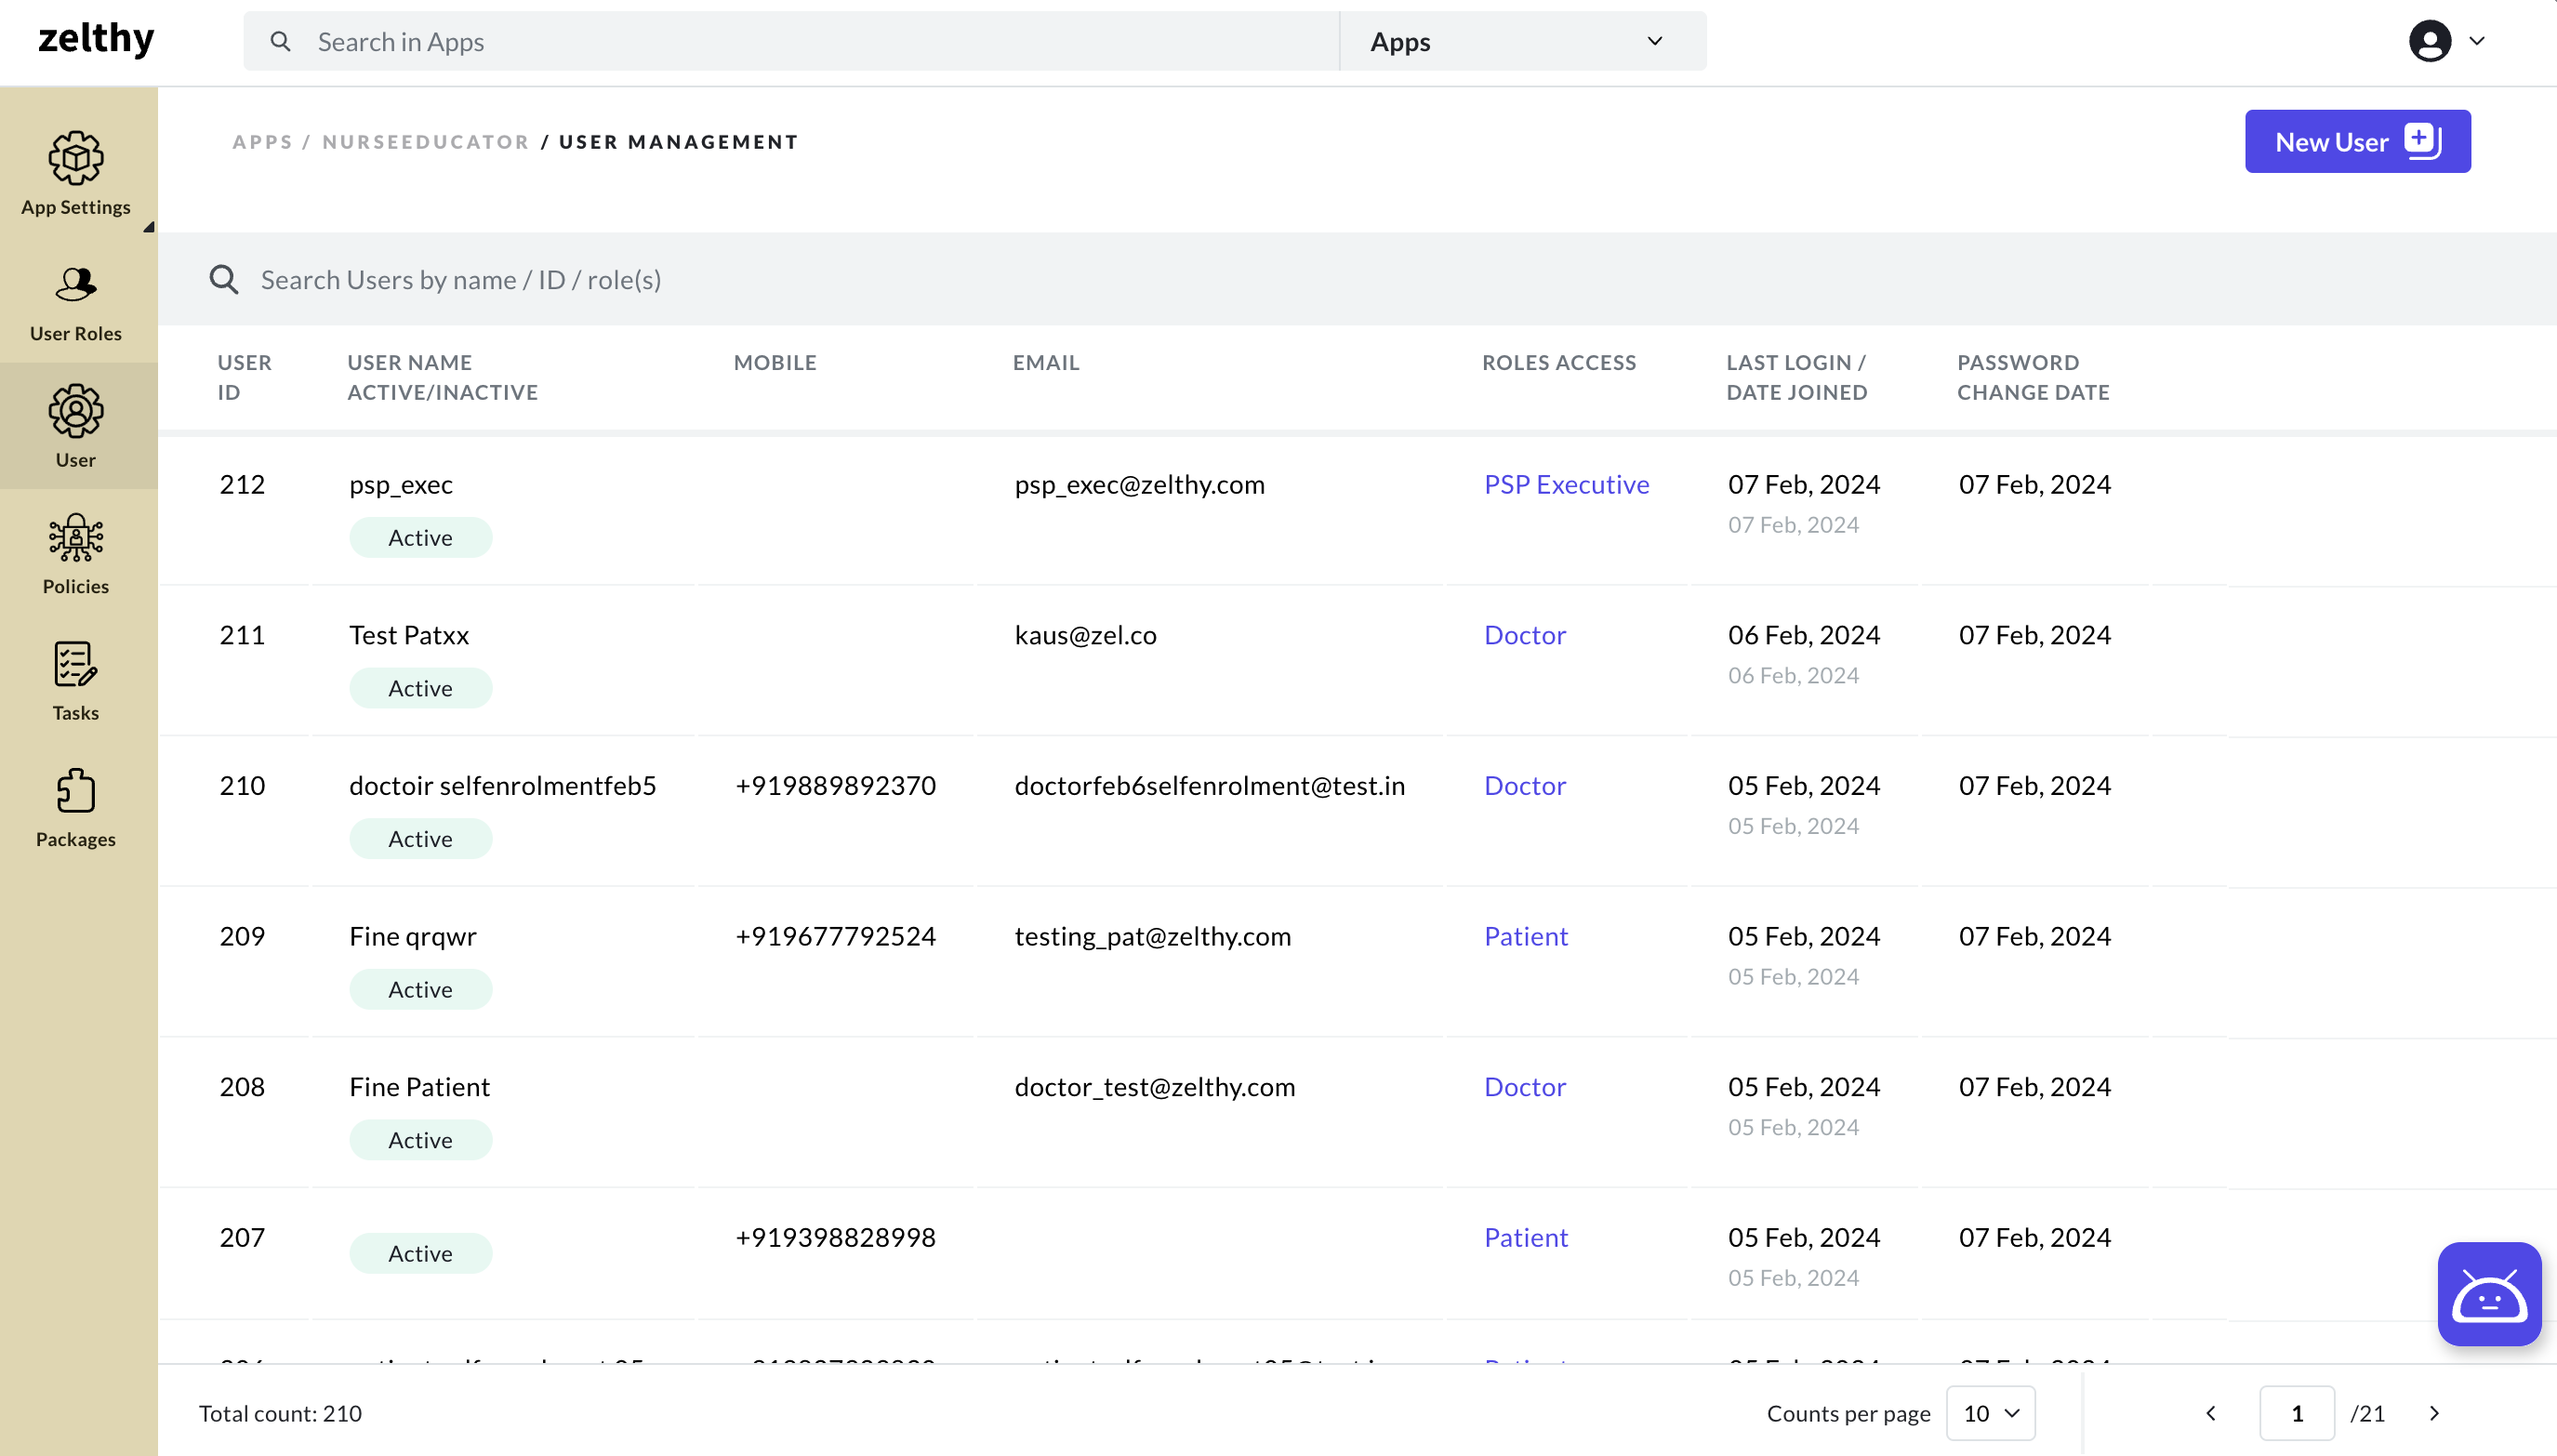 zelthy
Search in Apps
Apps
APPS / NURSEEDUCATOR / USER MANAGEMENT
New User
App Settings
User Roles
User
Policies
Tasks
Packages
Search Users by name / ID / role(s)
USER ID
USER NAME ACTIVE/INACTIVE
MOBILE
EMAIL
ROLES ACCESS
LAST LOGIN / DATE JOINED
PASSWORD CHANGE DATE
212 psp_exec psp_exec@zelthy.com PSP Executive 07 Feb, 2024 07 Feb, 2024
Active 07 Feb, 2024
211 Test Patxx kaus@zel.co Doctor 06 Feb, 2024 07 Feb, 2024
Active 06 Feb, 2024
210 doctoir selfenrolmentfeb5 +919889892370 doctorfeb6selfenrolment@test.in Doctor 05 Feb, 2024 07 Feb, 2024
Active 05 Feb, 2024
209 Fine qrqwr +919677792524 testing_pat@zelthy.com Patient 05 Feb, 2024 07 Feb, 2024
Active 05 Feb, 2024
208 Fine Patient doctor_test@zelthy.com Doctor 05 Feb, 2024 07 Feb, 2024
Active 05 Feb, 2024
207 +919398828998 Patient 05 Feb, 2024 07 Feb, 2024
Active 05 Feb, 2024
Total count: 210
Counts per page 10
1 /21